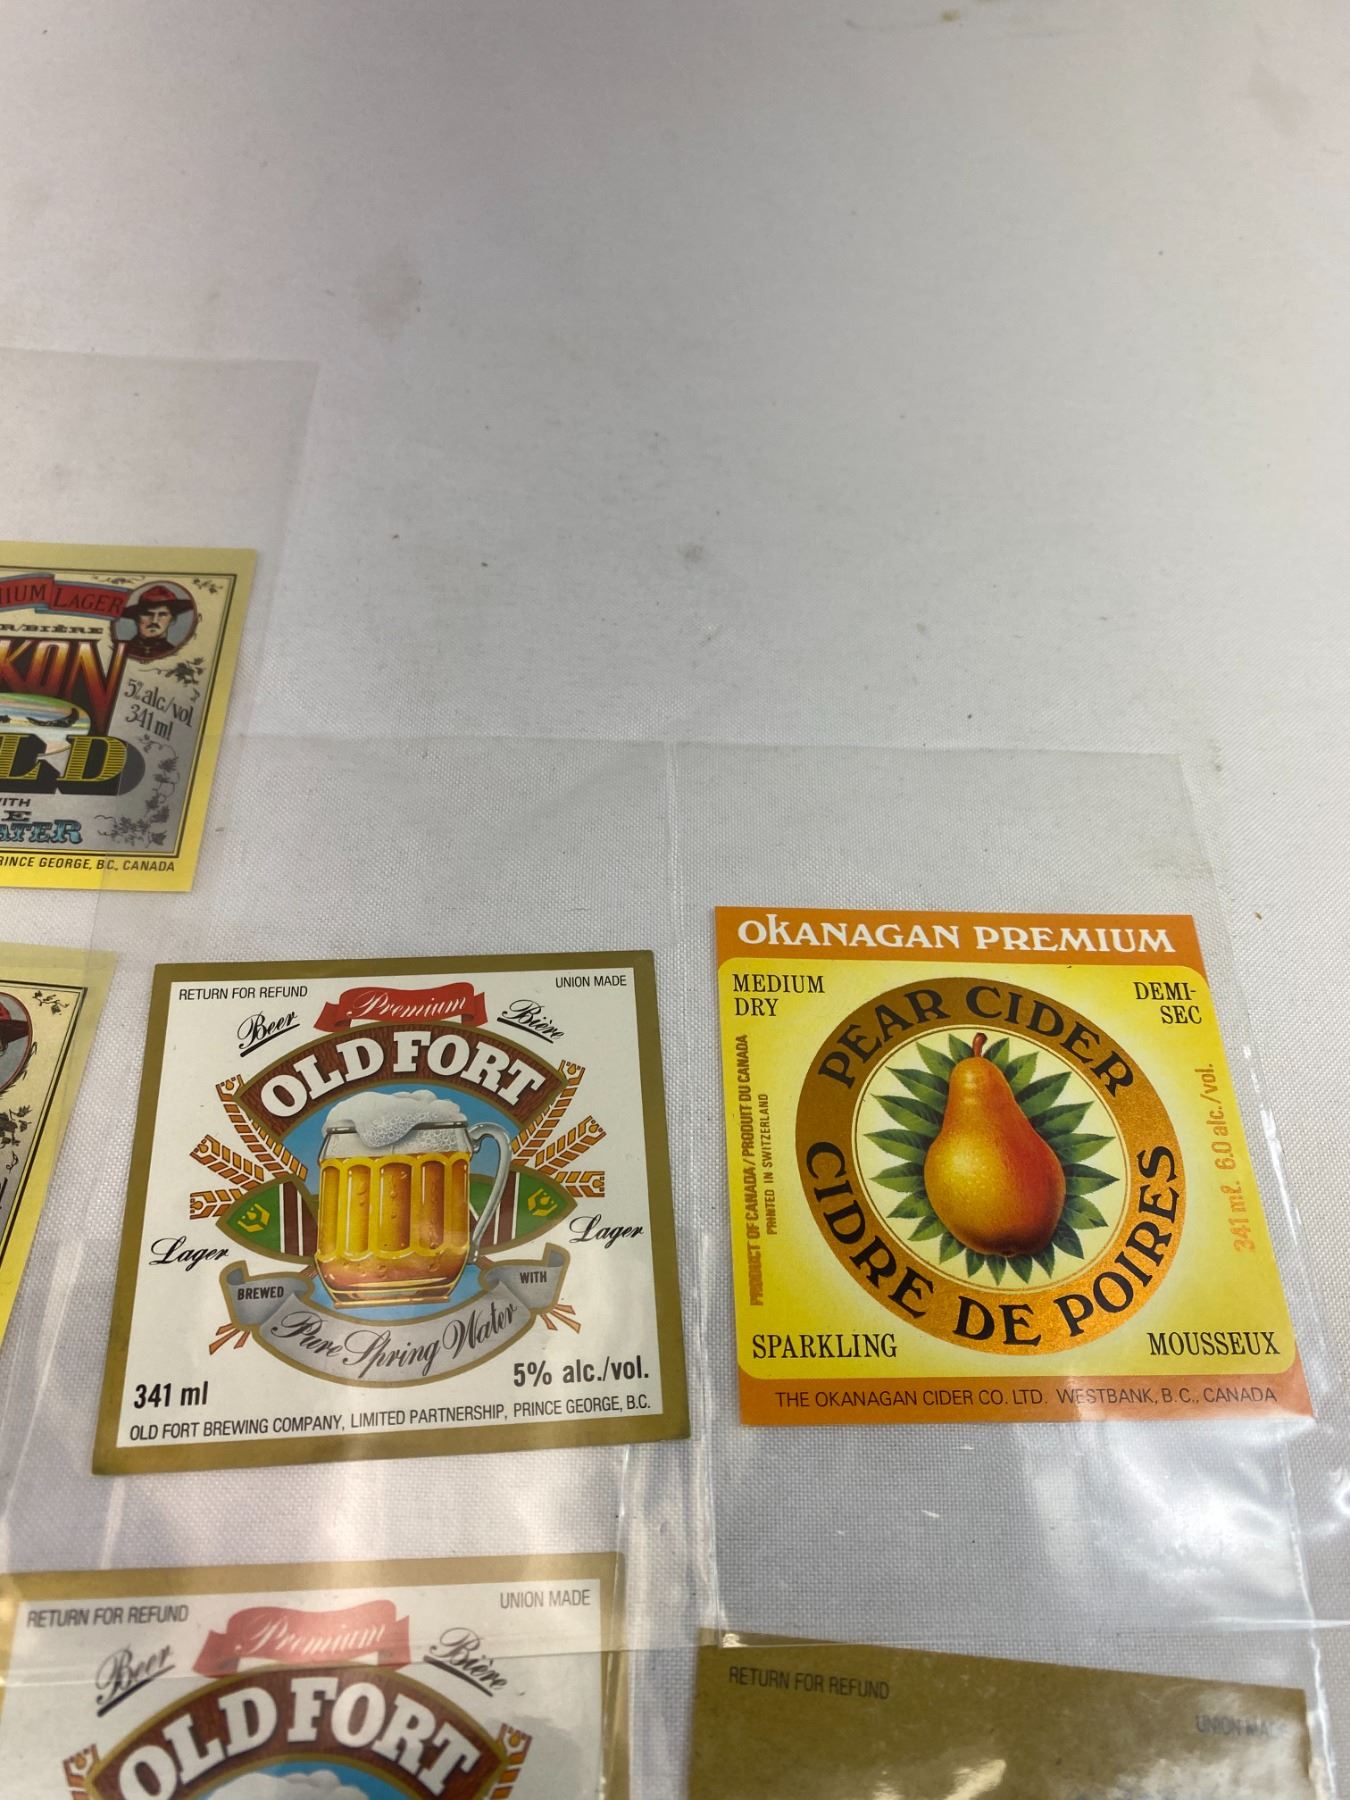 LAGER
5% alc/vol
341 ml
LD
PRINCE GEORGE, B.C., CANADA
RETURN FOR REFUND
UNION MADE
Premium
Beer
Bière
OLD FORT
Lager
Lager
BREWED
WITH
Pure Spring Water
341 ml
5% alc./vol.
OLD FORT BREWING COMPANY, LIMITED PARTNERSHIP, PRINCE GEORGE, B.C.
OKANAGAN PREMIUM
MEDIUM
DRY
DEMI-
SEC
PEAR CIDER
CIDRE DE POIRES
PRODUCT OF CANADA / PRODUIT DU CANADA
PRINTED IN SWITZERLAND
341 ml. 6.0 alc./vol.
SPARKLING
MOUSSEUX
THE OKANAGAN CIDER CO. LTD. WESTBANK, B.C., CANADA
RETURN FOR REFUND
UNION MADE
Premium
Beer
Bière
OLD FORT
RETURN FOR REFUND
UNION MADE